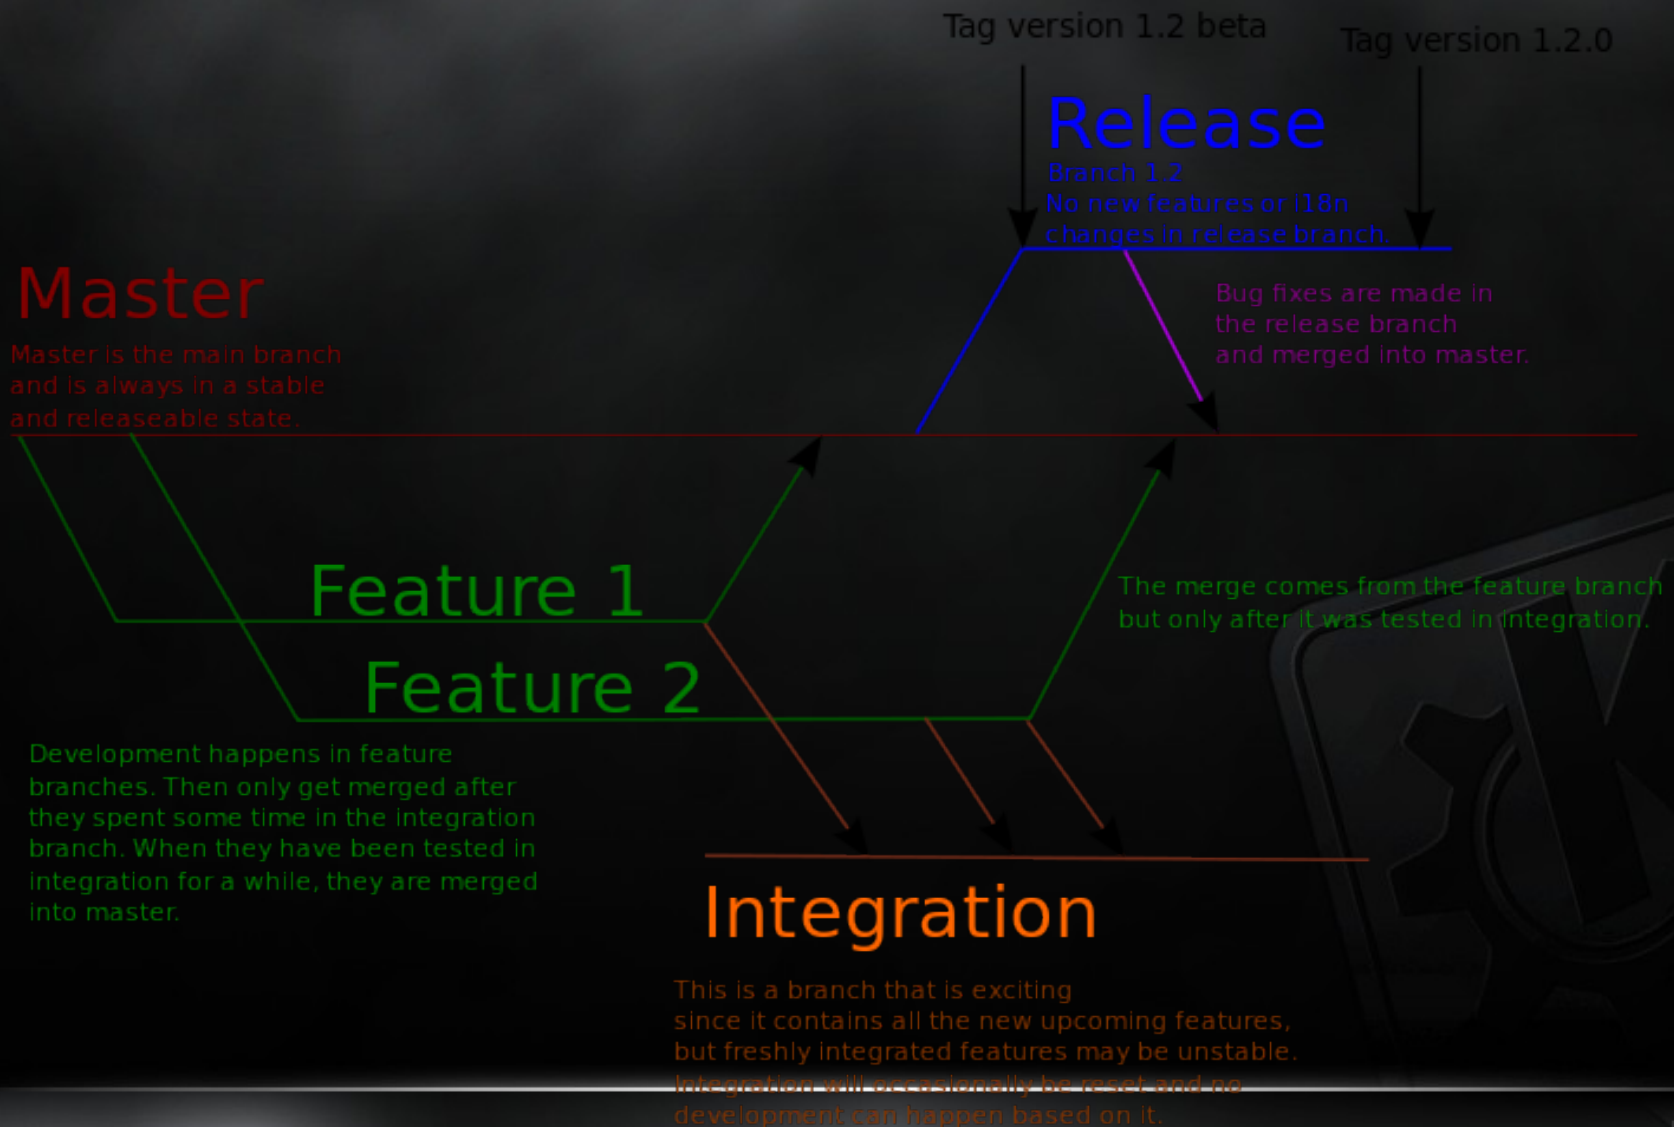 Tag version 1.2 beta
Tag version 1.2.0
Release
Branch 1.2
No new features or i18n
changes in release branch.
Master
Master is the main branch
and is always in a stable
and releaseable state.
Bug fixes are made in
the release branch
and merged into master.
Feature 1
The merge comes from the feature branch
but only after it was tested in integration.
Feature 2
Development happens in feature
branches. Then only get merged after
they spent some time in the integration
branch. When they have been tested in
integration for a while, they are merged
into master.
Integration
This is a branch that is exciting
since it contains all the new upcoming features,
but freshly integrated features may be unstable.
Integration will occasionally be reset and no
development can happen based on it.